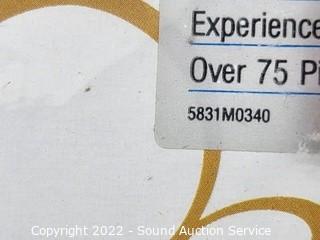 Experience
Over 75 Pi
5831M0340
Copyright 2022 - Sound Auction Service